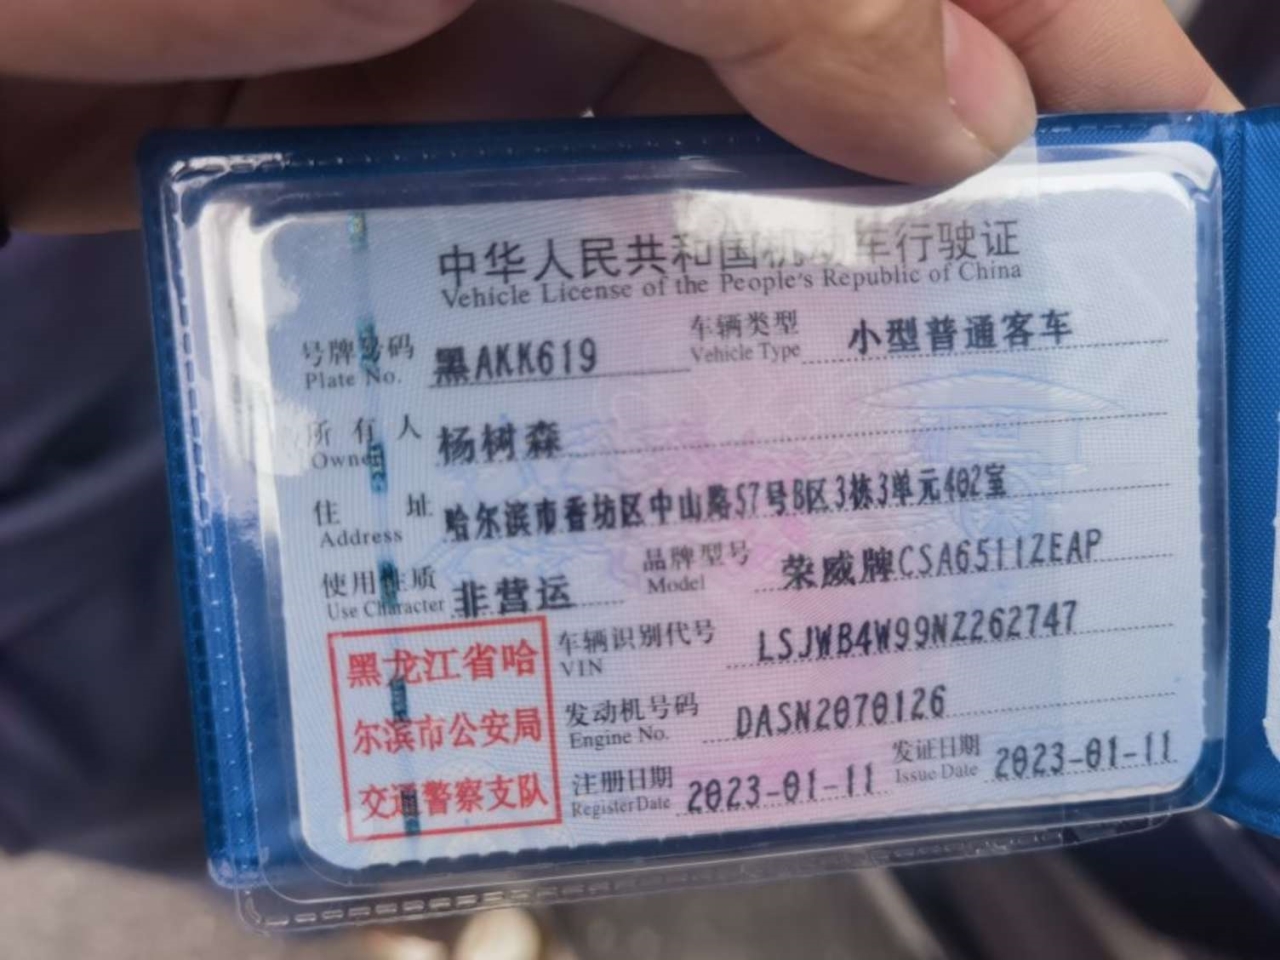 中华人民共和国机动车行驶证
Vehicle License of the People's Republic of China
号牌号码 黑AKK619 车辆类型 小型普通客车
Plate No. Vehicle Type
所有人 杨树森
Owner
住址 哈尔滨市香坊区中山路57号B区3栋3单元402室
Address
使用性质 非营运 品牌型号 荣威牌CSA6511ZEAP
Use Character Model
黑龙江省哈
尔滨市公安局
交通警察支队
车辆识别代号 LSJWB4W99NZ262747
VIN
发动机号码 DASN2070126
Engine No.
注册日期 2023-01-11 发证日期 2023-01-11
Register Date Issue Date